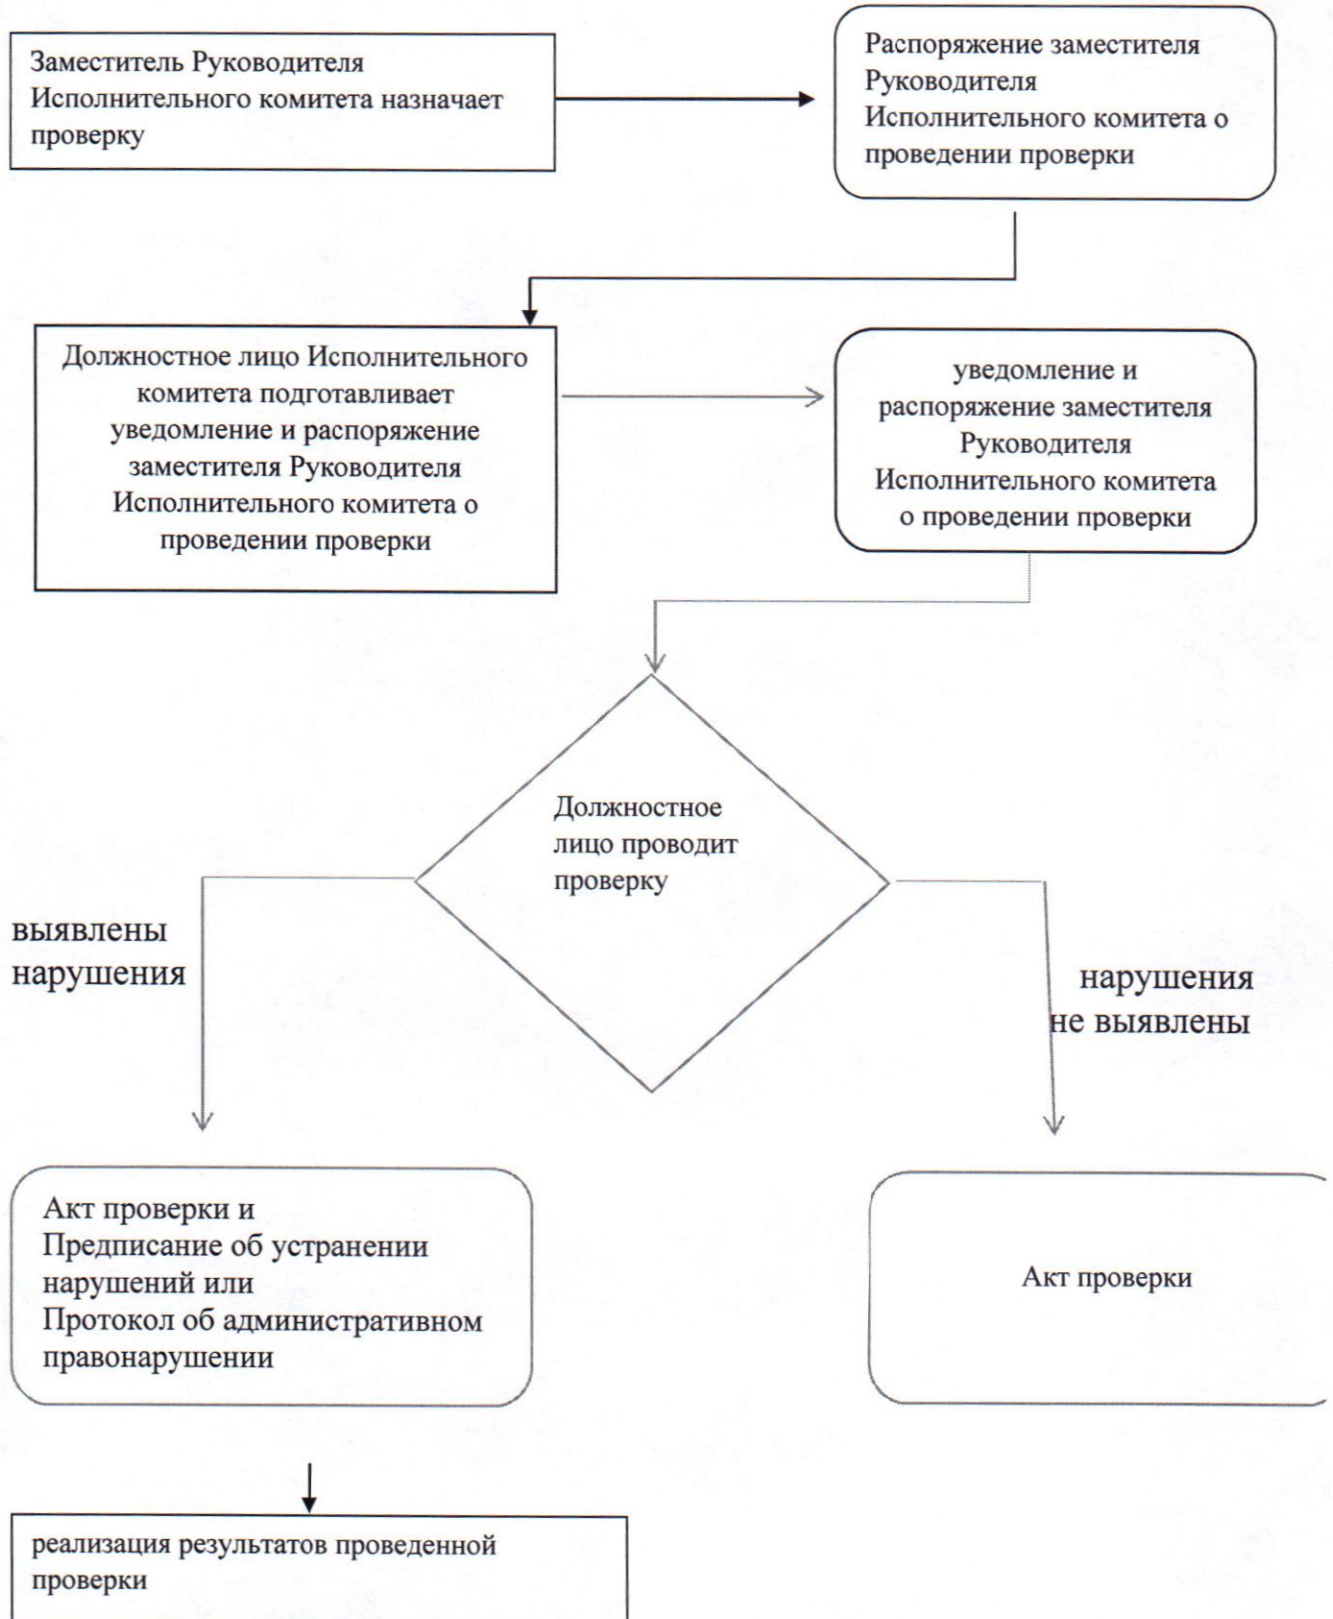 Заместитель Руководителя
Исполнительного комитета назначает
проверку
Распоряжение заместителя
Руководителя
Исполнительного комитета о
проведении проверки
Должностное лицо Исполнительного
комитета подготавливает
уведомление и распоряжение
заместителя Руководителя
Исполнительного комитета о
проведении проверки
уведомление и
распоряжение заместителя
Руководителя
Исполнительного комитета
о проведении проверки
Должностное
лицо проводит
проверку
выявлены
нарушения
нарушения
не выявлены
Акт проверки и
Предписание об устранении
нарушений или
Протокол об административном
правонарушении
Акт проверки
реализация результатов проведенной
проверки